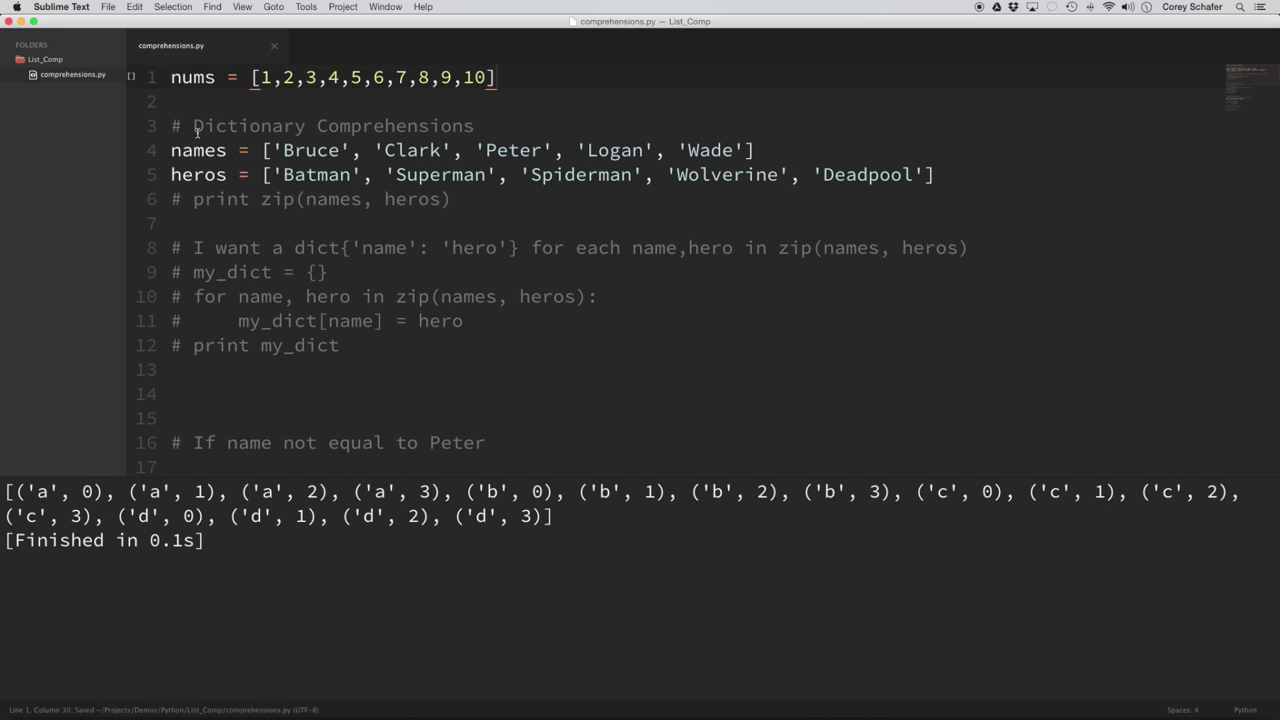 Sublime Text File Edit Selection Find View Goto Tools Project Window Help Corey Schafer
comprehensions.py — List_Comp
FOLDERS
List_Comp
comprehensions.py
comprehensions.py
1 nums = [1,2,3,4,5,6,7,8,9,10]
2
3 # Dictionary Comprehensions
4 names = ['Bruce', 'Clark', 'Peter', 'Logan', 'Wade']
5 heros = ['Batman', 'Superman', 'Spiderman', 'Wolverine', 'Deadpool']
6 # print zip(names, heros)
7
8 # I want a dict{'name': 'hero'} for each name,hero in zip(names, heros)
9 # my_dict = {}
10 # for name, hero in zip(names, heros):
11 #     my_dict[name] = hero
12 # print my_dict
13
14
15
16 # If name not equal to Peter
17
[('a', 0), ('a', 1), ('a', 2), ('a', 3), ('b', 0), ('b', 1), ('b', 2), ('b', 3), ('c', 0), ('c', 1), ('c', 2),
('c', 3), ('d', 0), ('d', 1), ('d', 2), ('d', 3)]
[Finished in 0.1s]
Line 1, Column 30; Saved ~/Projects/Demos/Python/List_Comp/comprehensions.py (UTF-8) Spaces: 4 Python